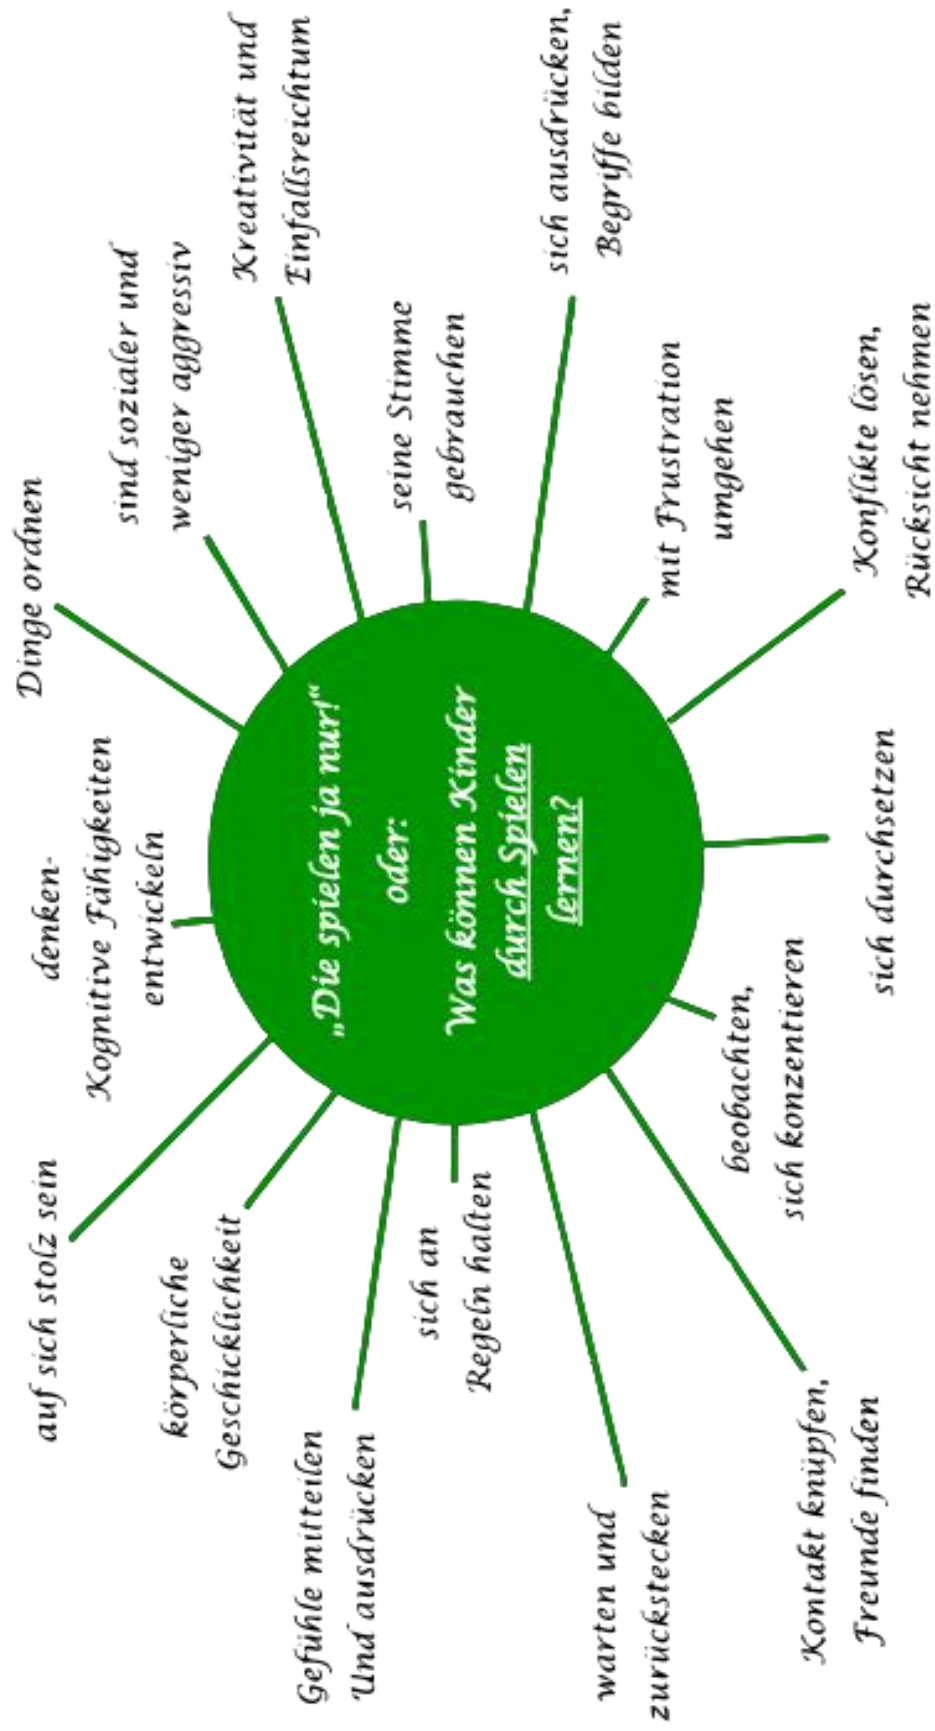 „Die spielen ja nur!“
oder:
Was können Kinder
durch Spielen
lernen?
denken-
Kognitive Fähigkeiten
entwickeln
Dinge ordnen
sind sozialer und
weniger aggressiv
Kreativität und
Einfallsreichtum
seine Stimme
gebrauchen
sich ausdrücken,
Begriffe bilden
mit Frustration
umgehen
Konflikte lösen,
Rücksicht nehmen
sich durchsetzen
beobachten,
sich konzentieren
Kontakt knüpfen,
Freunde finden
warten und
zurückstecken
sich an
Regeln halten
Gefühle mitteilen
Und ausdrücken
körperliche
Geschicklichkeit
auf sich stolz sein